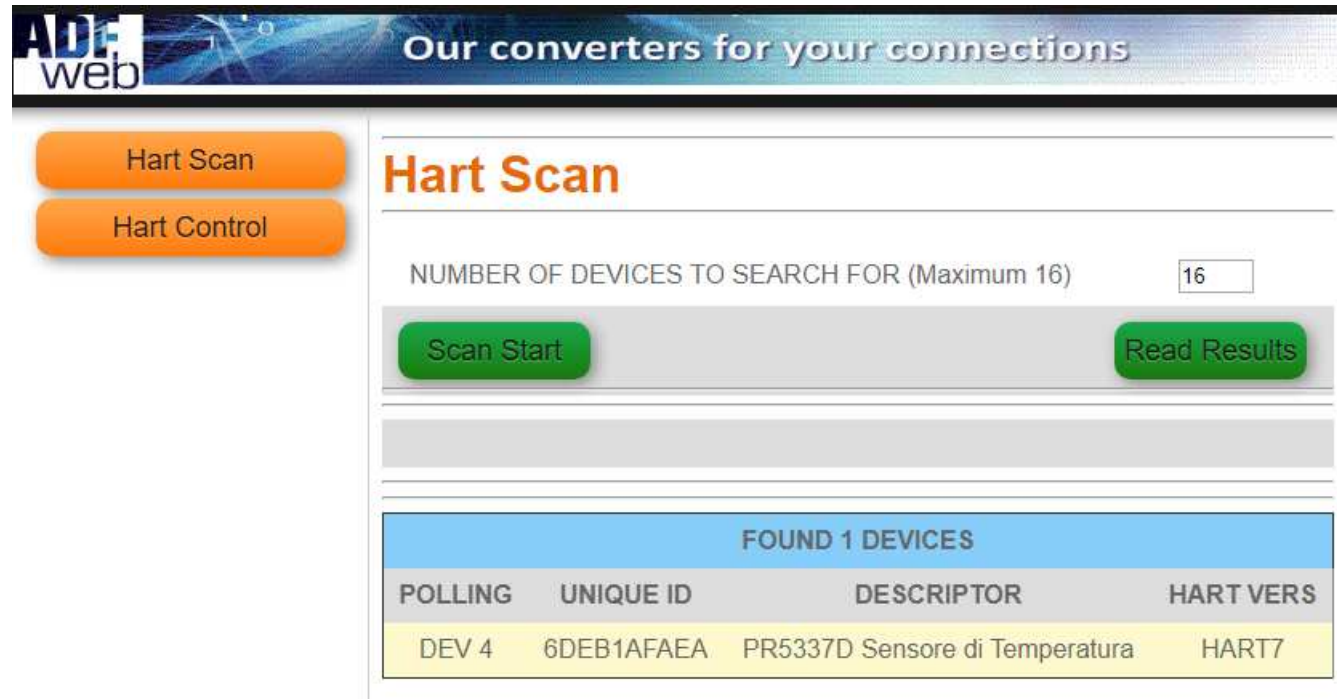 ADF
web
Our converters for your connections
Hart Scan
Hart Control
Hart Scan
NUMBER OF DEVICES TO SEARCH FOR (Maximum 16) 16
Scan Start Read Results
FOUND 1 DEVICES
POLLING UNIQUE ID DESCRIPTOR HART VERS
DEV 4 6DEB1AFAEA PR5337D Sensore di Temperatura HART7